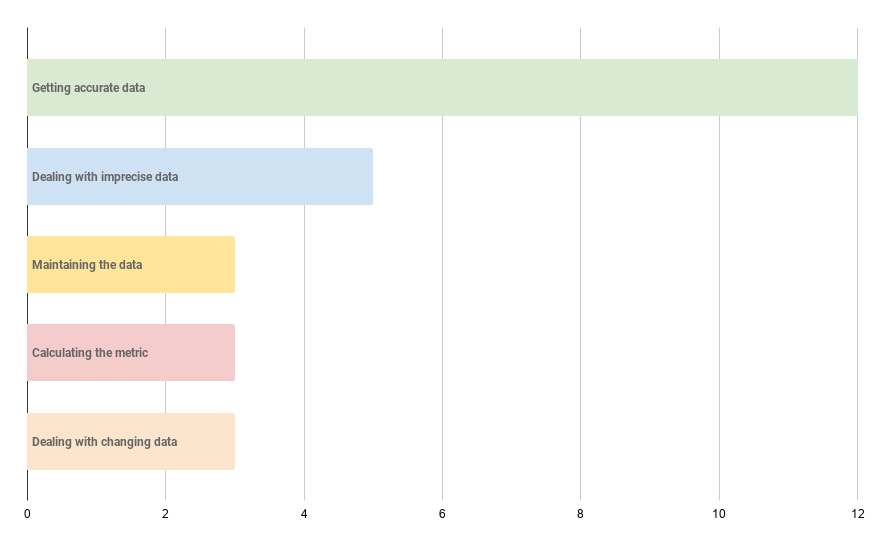 Getting accurate data
Dealing with imprecise data
Maintaining the data
Calculating the metric
Dealing with changing data
0 2 4 6 8 10 12